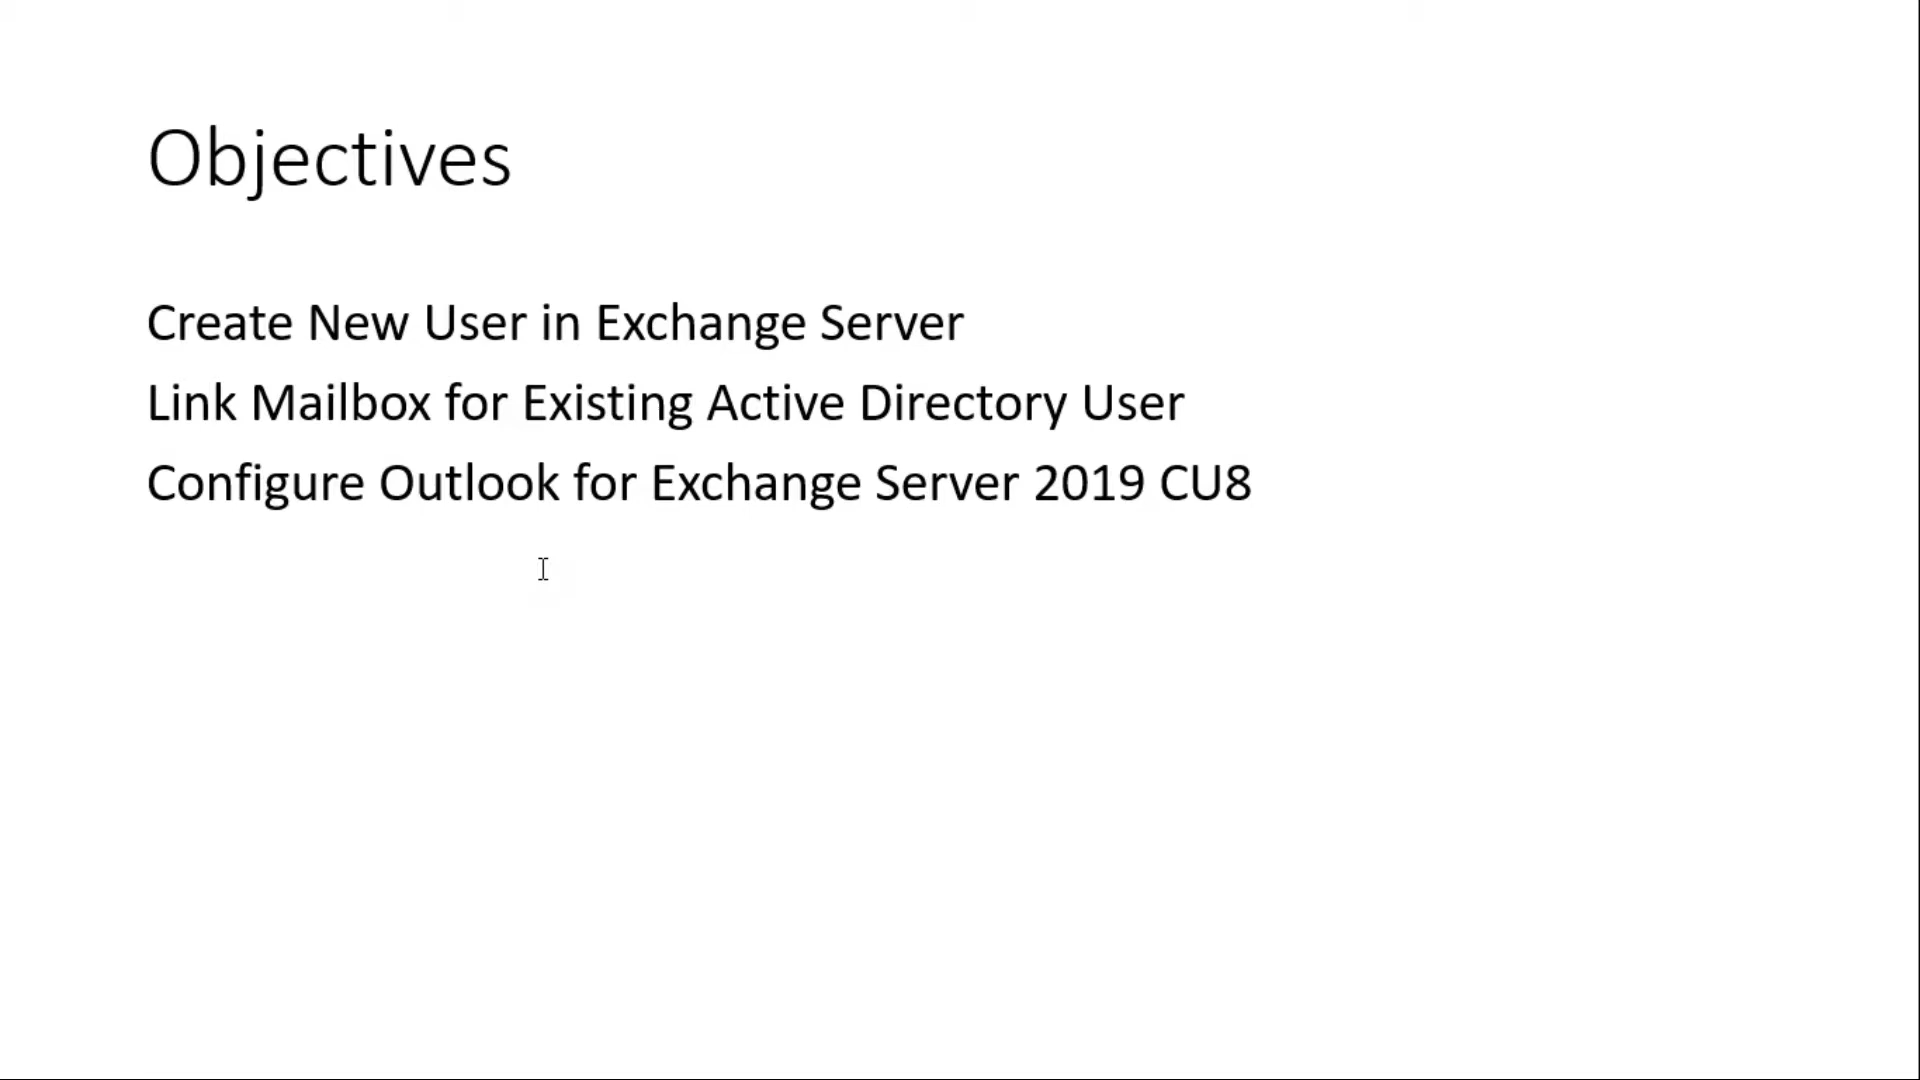 Objectives
Create New User in Exchange Server
Link Mailbox for Existing Active Directory User
Configure Outlook for Exchange Server 2019 CU8